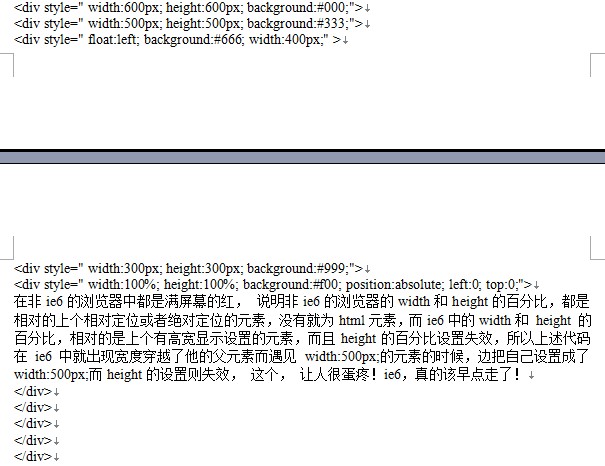 <div style=" width:600px; height:600px; background:#000;">↓
<div style=" width:500px; height:500px; background:#333;">↓
<div style=" float:left; background:#666; width:400px;" >↓
<div style=" width:300px; height:300px; background:#999;">↓
<div style=" width:100%; height:100%; background:#f00; position:absolute; left:0; top:0;">↓
在非 ie6 的浏览器中都是满屏幕的红， 说明非 ie6 的浏览器的 width 和 height 的百分比，都是
相对的上个相对定位或者绝对定位的元素，没有就为 html 元素，而 ie6 中的 width 和 height 的
百分比，相对的是上个有高宽显示设置的元素，而且 height 的百分比设置失效，所以上述代码
在 ie6 中就出现宽度穿越了他的父元素而遇见 width:500px;的元素的时候，边把自己设置成了
width:500px;而 height 的设置则失效， 这个， 让人很蛋疼！ie6，真的该早点走了！↓
</div>↓
</div>↓
</div>↓
</div>↓
</div>↓